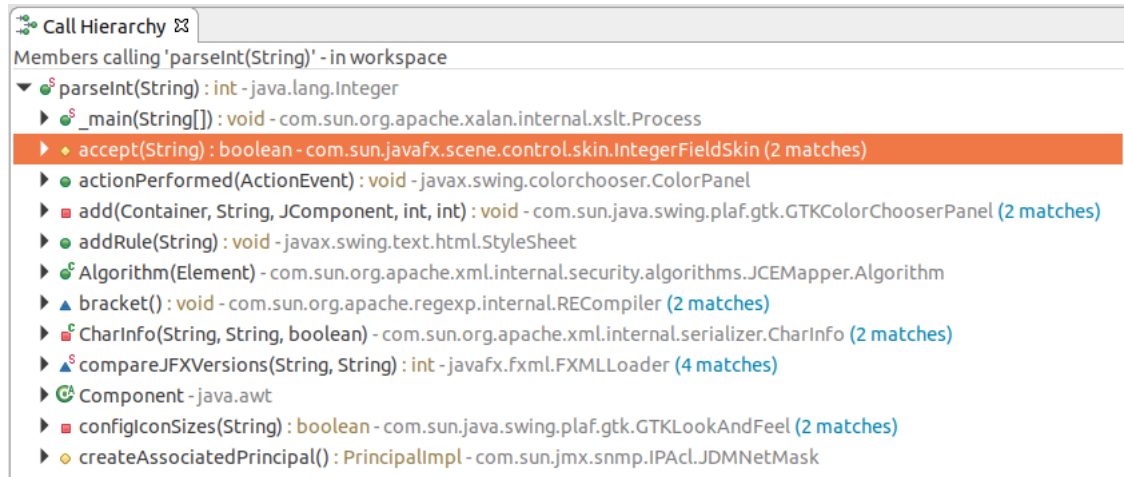 Call Hierarchy
Members calling 'parseInt(String)' - in workspace
parseInt(String) : int - java.lang.Integer
_main(String[]) : void - com.sun.org.apache.xalan.internal.xslt.Process
accept(String) : boolean - com.sun.javafx.scene.control.skin.IntegerFieldSkin (2 matches)
actionPerformed(ActionEvent) : void - javax.swing.colorchooser.ColorPanel
add(Container, String, JComponent, int, int) : void - com.sun.java.swing.plaf.gtk.GTKColorChooserPanel (2 matches)
addRule(String) : void - javax.swing.text.html.StyleSheet
Algorithm(Element) - com.sun.org.apache.xml.internal.security.algorithms.JCEMapper.Algorithm
bracket() : void - com.sun.org.apache.regexp.internal.RECompiler (2 matches)
CharInfo(String, String, boolean) - com.sun.org.apache.xml.internal.serializer.CharInfo (2 matches)
compareJFXVersions(String, String) : int - javafx.fxml.FXMLLoader (4 matches)
Component - java.awt
configIconSizes(String) : boolean - com.sun.java.swing.plaf.gtk.GTKLookAndFeel (2 matches)
createAssociatedPrincipal() : PrincipalImpl - com.sun.jmx.snmp.IPAcl.JDMNetMask